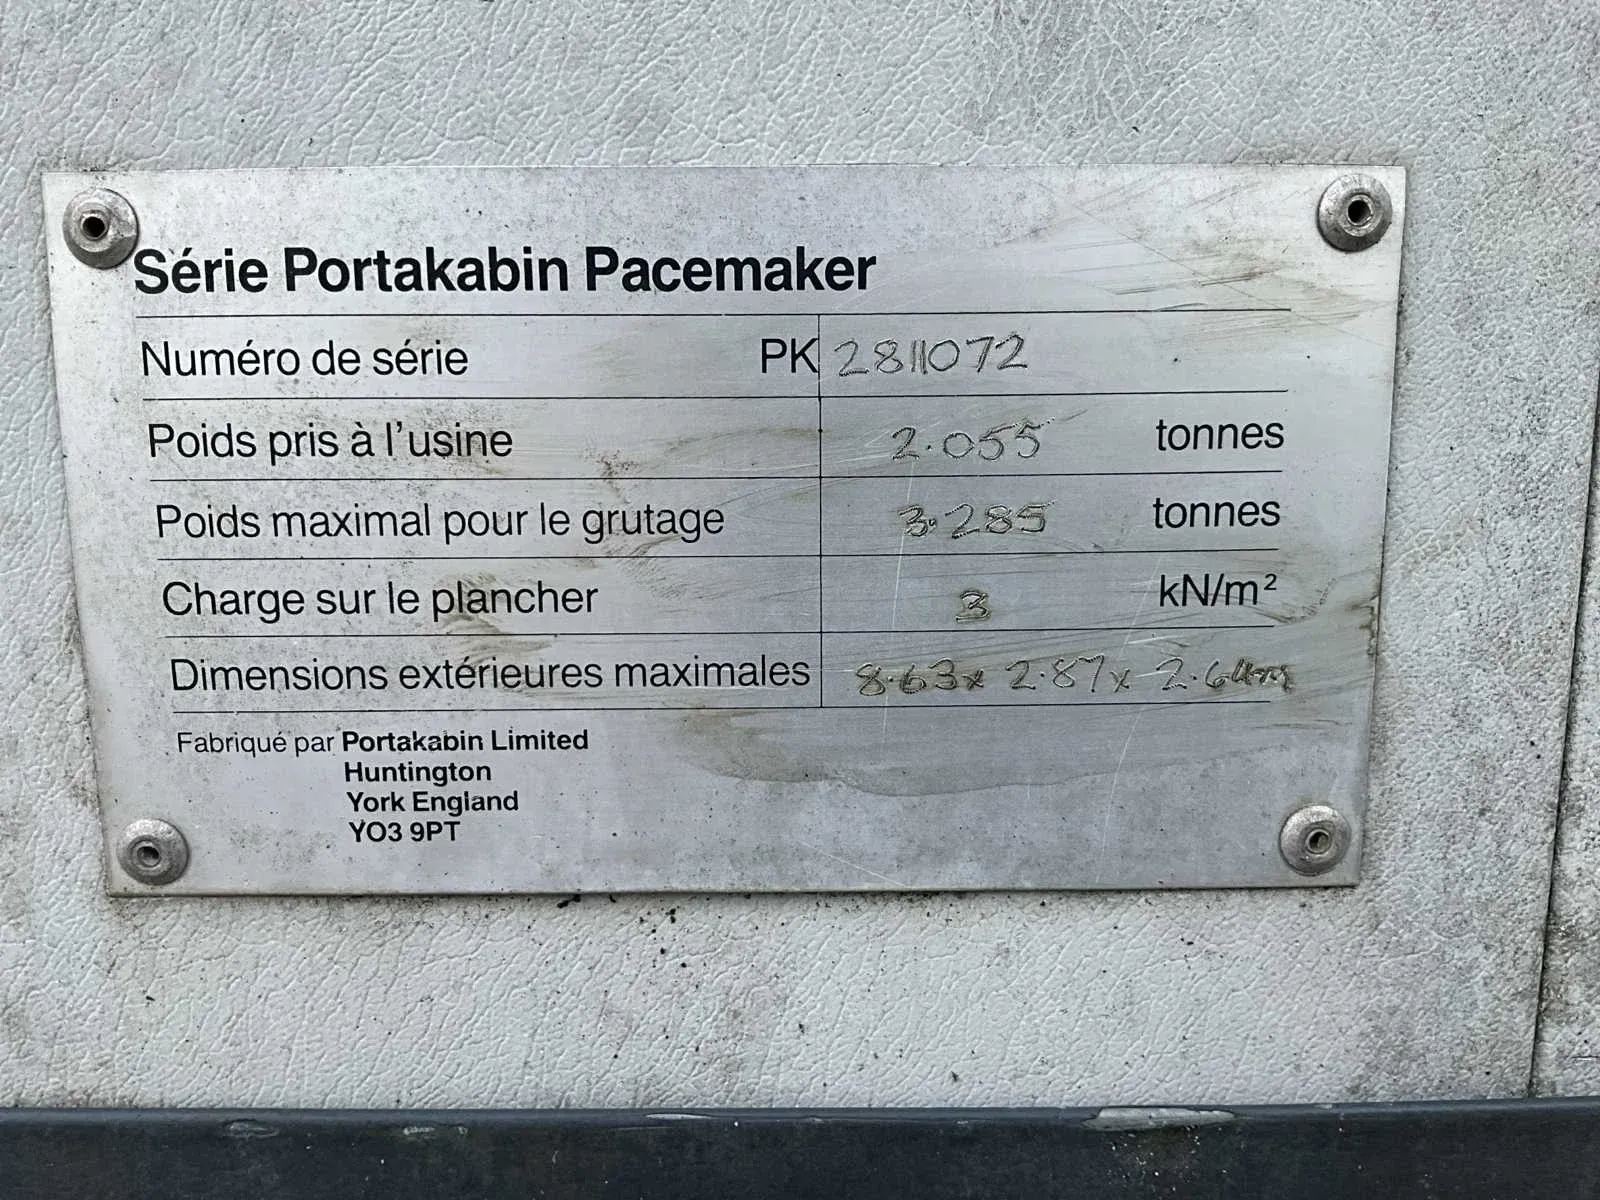 Série Portakabin Pacemaker
Numéro de série PK 2811072
Poids pris à l'usine 2.055 tonnes
Poids maximal pour le grutage 3.285 tonnes
Charge sur le plancher 3 kN/m²
Dimensions extérieures maximales 8.63x 2.87x 2.64m
Fabriqué par Portakabin Limited
Huntington
York England
YO3 9PT